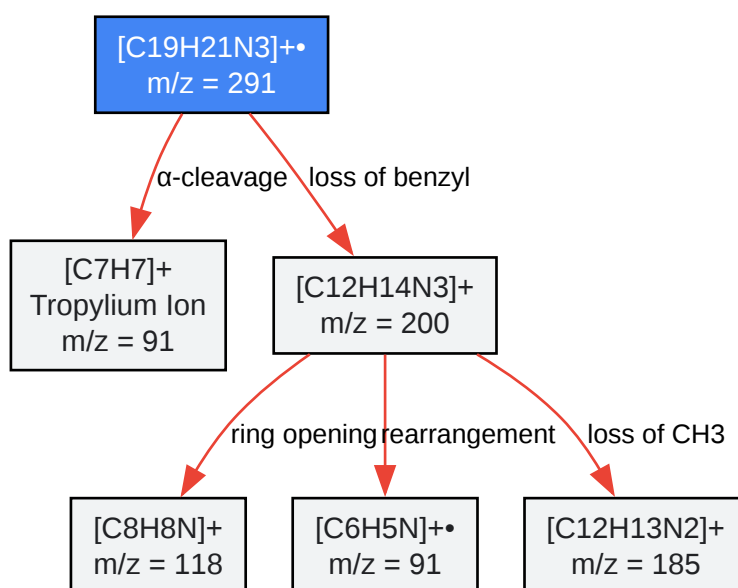 [C19H21N3]+•
m/z = 291
α-cleavage
loss of benzyl
[C7H7]+
Tropylium Ion
m/z = 91
[C12H14N3]+
m/z = 200
ring opening
rearrangement
loss of CH3
[C8H8N]+
m/z = 118
[C6H5N]+•
m/z = 91
[C12H13N2]+
m/z = 185